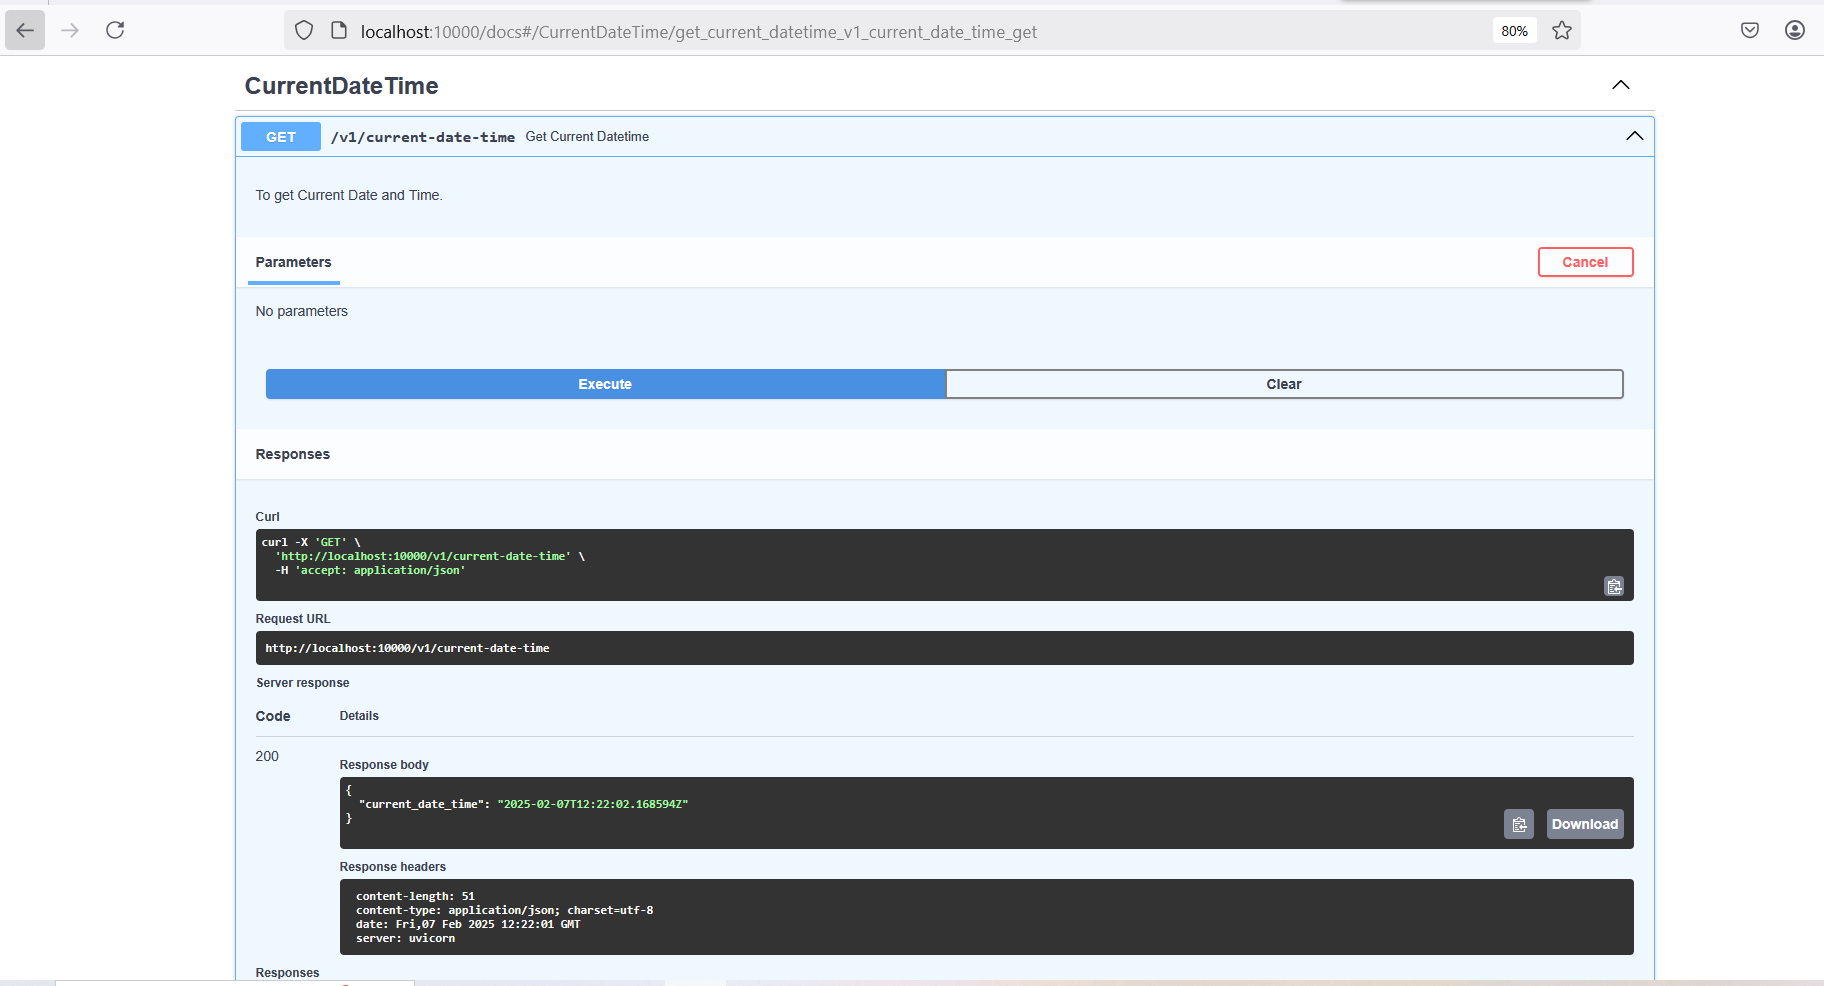 localhost:10000/docs#/CurrentDateTime/get_current_datetime_v1_current_date_time_get 80%
CurrentDateTime
GET /v1/current-date-time Get Current Datetime
To get Current Date and Time.
Parameters Cancel
No parameters
Execute Clear
Responses
Curl
curl -X 'GET' \
'http://localhost:10000/v1/current-date-time' \
-H 'accept: application/json'
Request URL
http://localhost:10000/v1/current-date-time
Server response
Code Details
200
Response body
{
"current_date_time": "2025-02-07T12:22:02.168594Z"
}
Download
Response headers
content-length: 51
content-type: application/json; charset=utf-8
date: Fri,07 Feb 2025 12:22:01 GMT
server: uvicorn
Responses